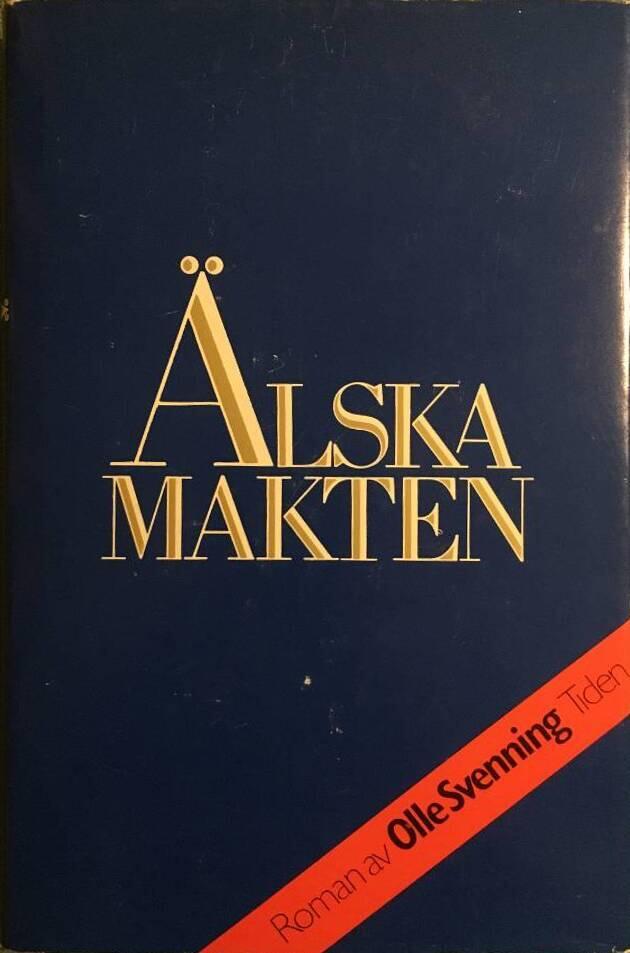 ÄLSKA
MAKTEN
Roman av Olle Svenning Tiden